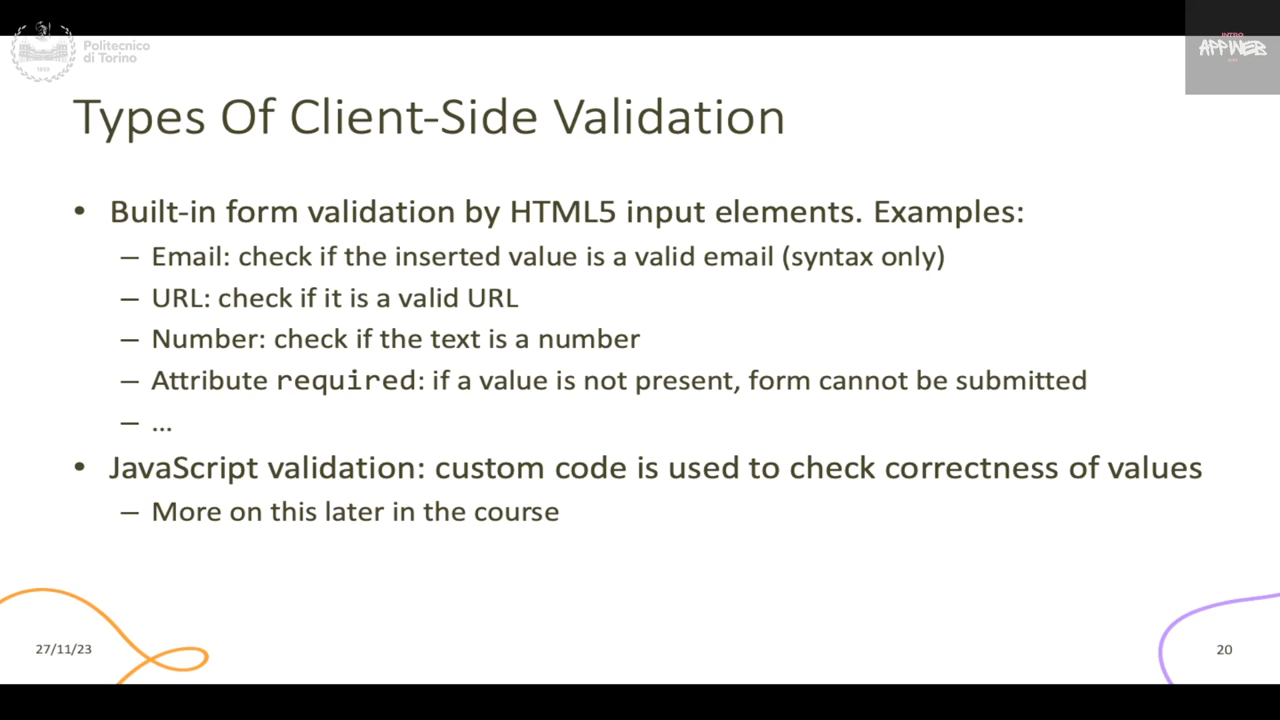 Politecnico
di Torino
INTRO
APPWEB
Types Of Client-Side Validation
• Built-in form validation by HTML5 input elements. Examples:
– Email: check if the inserted value is a valid email (syntax only)
– URL: check if it is a valid URL
– Number: check if the text is a number
– Attribute required: if a value is not present, form cannot be submitted
– …
• JavaScript validation: custom code is used to check correctness of values
– More on this later in the course
27/11/23
20